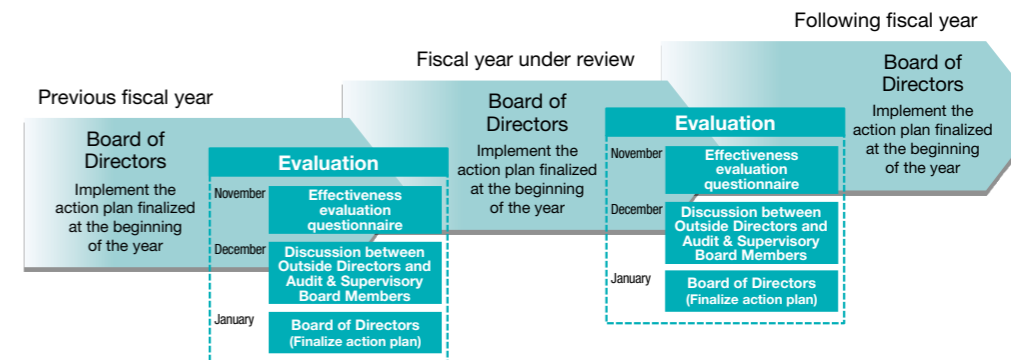 Previous fiscal year
Board of
Directors
Implement the
action plan finalized
at the beginning
of the year
Evaluation
November
Effectiveness
evaluation
questionnaire
December
Discussion between
Outside Directors and
Audit & Supervisory
Board Members
January
Board of Directors
(Finalize action plan)
Fiscal year under review
Board of
Directors
Implement the
action plan finalized
at the beginning
of the year
Evaluation
November
Effectiveness
evaluation
questionnaire
December
Discussion between
Outside Directors and
Audit & Supervisory
Board Members
January
Board of Directors
(Finalize action plan)
Following fiscal year
Board of
Directors
Implement the
action plan finalized
at the beginning
of the year